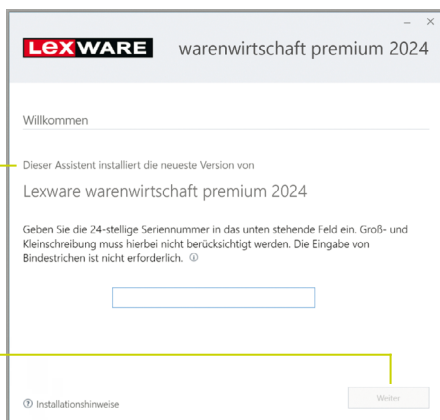 LEXWARE warenwirtschaft premium 2024
Willkommen
Dieser Assistent installiert die neueste Version von
Lexware warenwirtschaft premium 2024
Geben Sie die 24-stellige Seriennummer in das unten stehende Feld ein. Groß- und
Kleinschreibung muss hierbei nicht berücksichtigt werden. Die Eingabe von
Bindestrichen ist nicht erforderlich.
Installationshinweise
Weiter